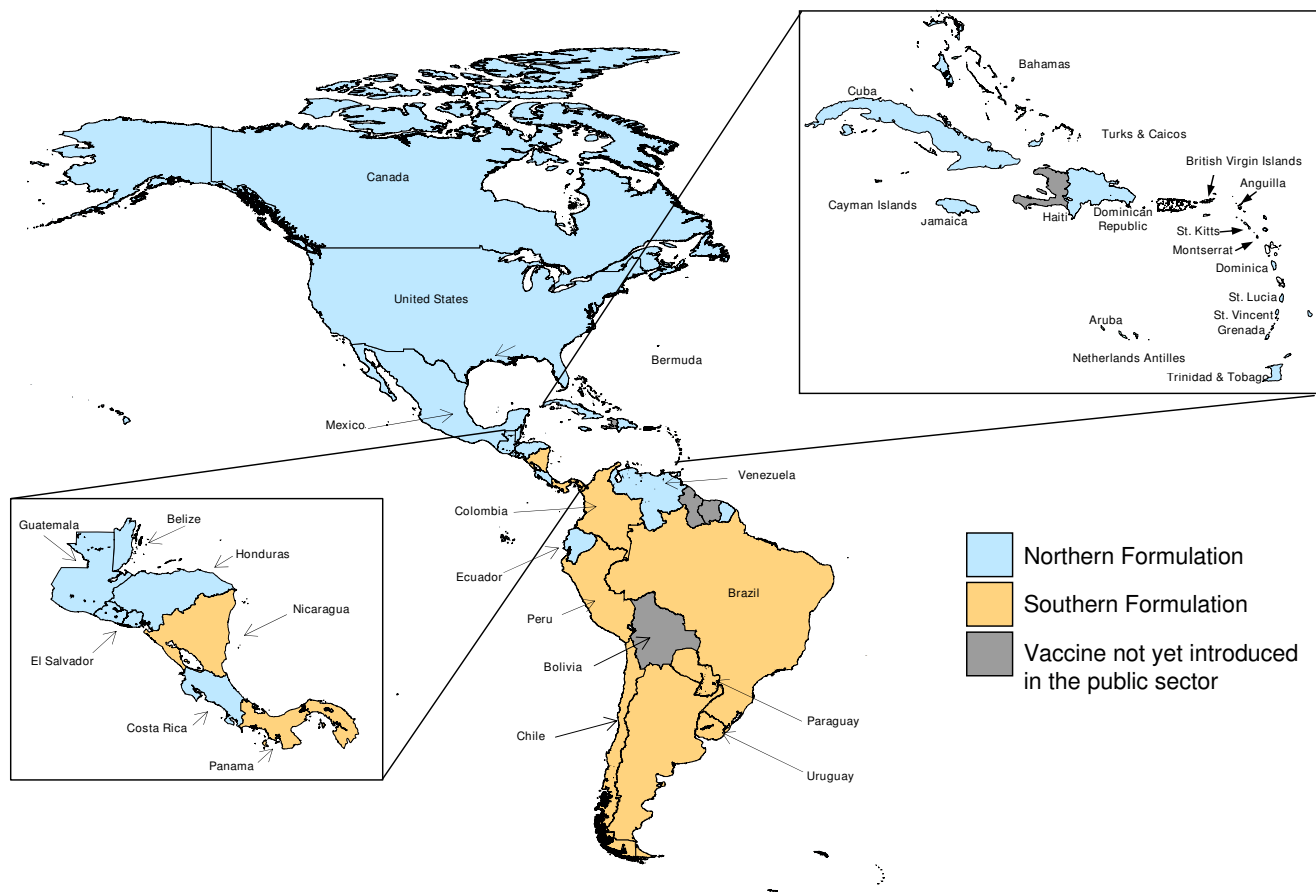 Canada
United States
Bermuda
Mexico
Venezuela
Colombia
Ecuador
Peru
Brazil
Bolivia
Paraguay
Chile
Uruguay
Bahamas
Cuba
Turks & Caicos
British Virgin Islands
Anguilla
Cayman Islands
Jamaica
Haiti
Dominican
Republic
St. Kitts
Montserrat
Dominica
St. Lucia
St. Vincent
Grenada
Aruba
Netherlands Antilles
Trinidad & Tobago
Guatemala
Belize
Honduras
Nicaragua
El Salvador
Costa Rica
Panama
Northern Formulation
Southern Formulation
Vaccine not yet introduced
in the public sector